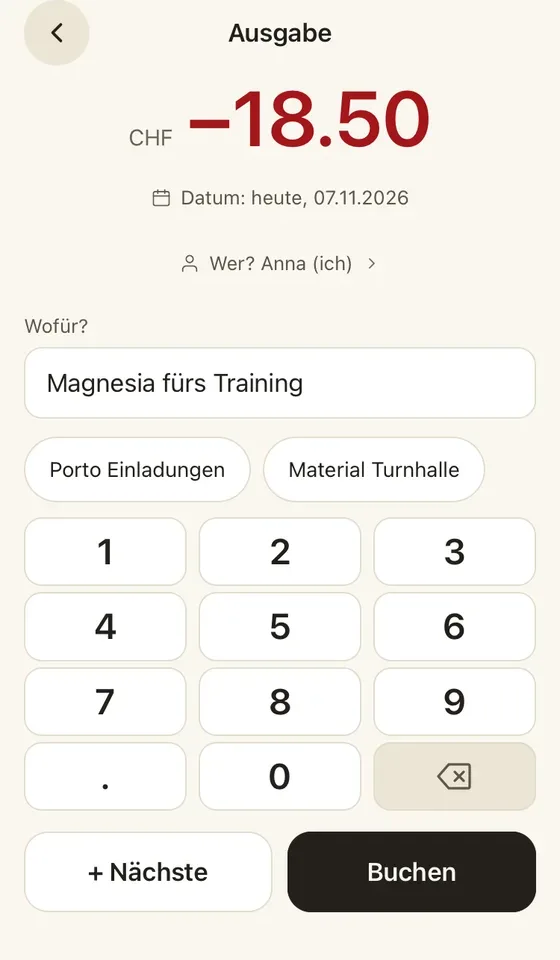 Ausgabe
CHF –18.50
Datum: heute, 07.11.2026
Wer? Anna (ich)
Wofür?
Magnesia fürs Training
Porto Einladungen Material Turnhalle
1 2 3
4 5 6
7 8 9
. 0
+ Nächste Buchen